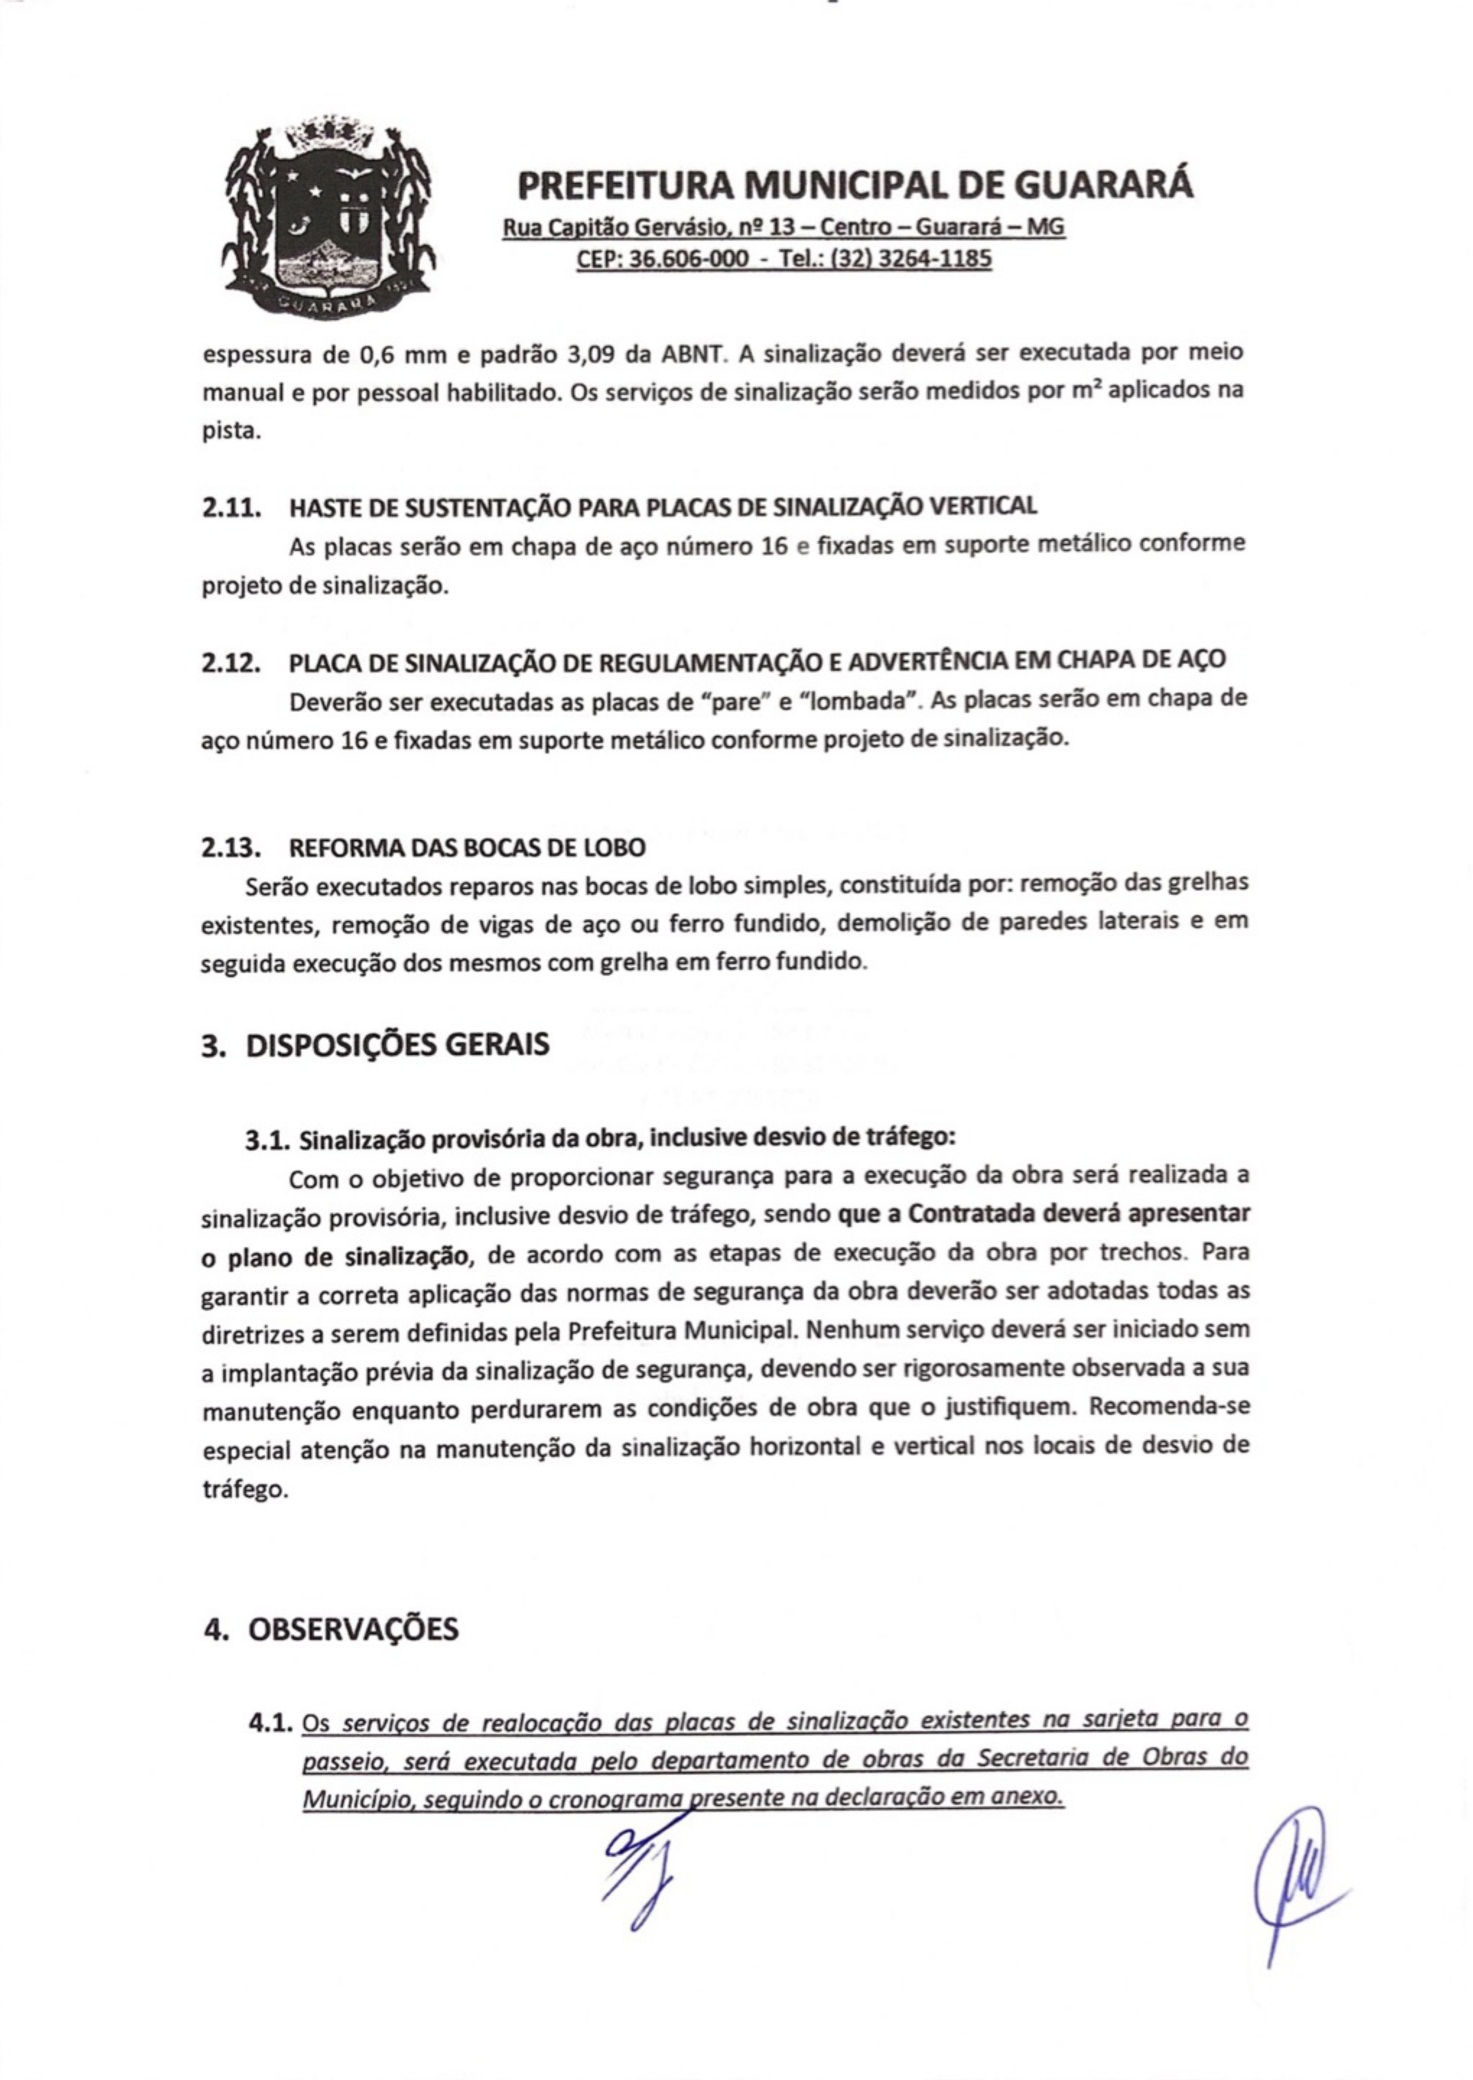 PREFEITURA MUNICIPAL DE GUARARÁ
Rua Capitão Gervásio, nº 13 – Centro – Guarará – MG
CEP: 36.606-000 - Tel.: (32) 3264-1185
GUARARÁ
espessura de 0,6 mm e padrão 3,09 da ABNT. A sinalização deverá ser executada por meio
manual e por pessoal habilitado. Os serviços de sinalização serão medidos por m² aplicados na
pista.
2.11. HASTE DE SUSTENTAÇÃO PARA PLACAS DE SINALIZAÇÃO VERTICAL
As placas serão em chapa de aço número 16 e fixadas em suporte metálico conforme
projeto de sinalização.
2.12. PLACA DE SINALIZAÇÃO DE REGULAMENTAÇÃO E ADVERTÊNCIA EM CHAPA DE AÇO
Deverão ser executadas as placas de “pare” e “lombada”. As placas serão em chapa de
aço número 16 e fixadas em suporte metálico conforme projeto de sinalização.
2.13. REFORMA DAS BOCAS DE LOBO
Serão executados reparos nas bocas de lobo simples, constituída por: remoção das grelhas
existentes, remoção de vigas de aço ou ferro fundido, demolição de paredes laterais e em
seguida execução dos mesmos com grelha em ferro fundido.
3. DISPOSIÇÕES GERAIS
3.1. Sinalização provisória da obra, inclusive desvio de tráfego:
Com o objetivo de proporcionar segurança para a execução da obra será realizada a
sinalização provisória, inclusive desvio de tráfego, sendo que a Contratada deverá apresentar
o plano de sinalização, de acordo com as etapas de execução da obra por trechos. Para
garantir a correta aplicação das normas de segurança da obra deverão ser adotadas todas as
diretrizes a serem definidas pela Prefeitura Municipal. Nenhum serviço deverá ser iniciado sem
a implantação prévia da sinalização de segurança, devendo ser rigorosamente observada a sua
manutenção enquanto perdurarem as condições de obra que o justifiquem. Recomenda-se
especial atenção na manutenção da sinalização horizontal e vertical nos locais de desvio de
tráfego.
4. OBSERVAÇÕES
4.1. Os serviços de realocação das placas de sinalização existentes na sarjeta para o
passeio, será executada pelo departamento de obras da Secretaria de Obras do
Município, seguindo o cronograma presente na declaração em anexo.